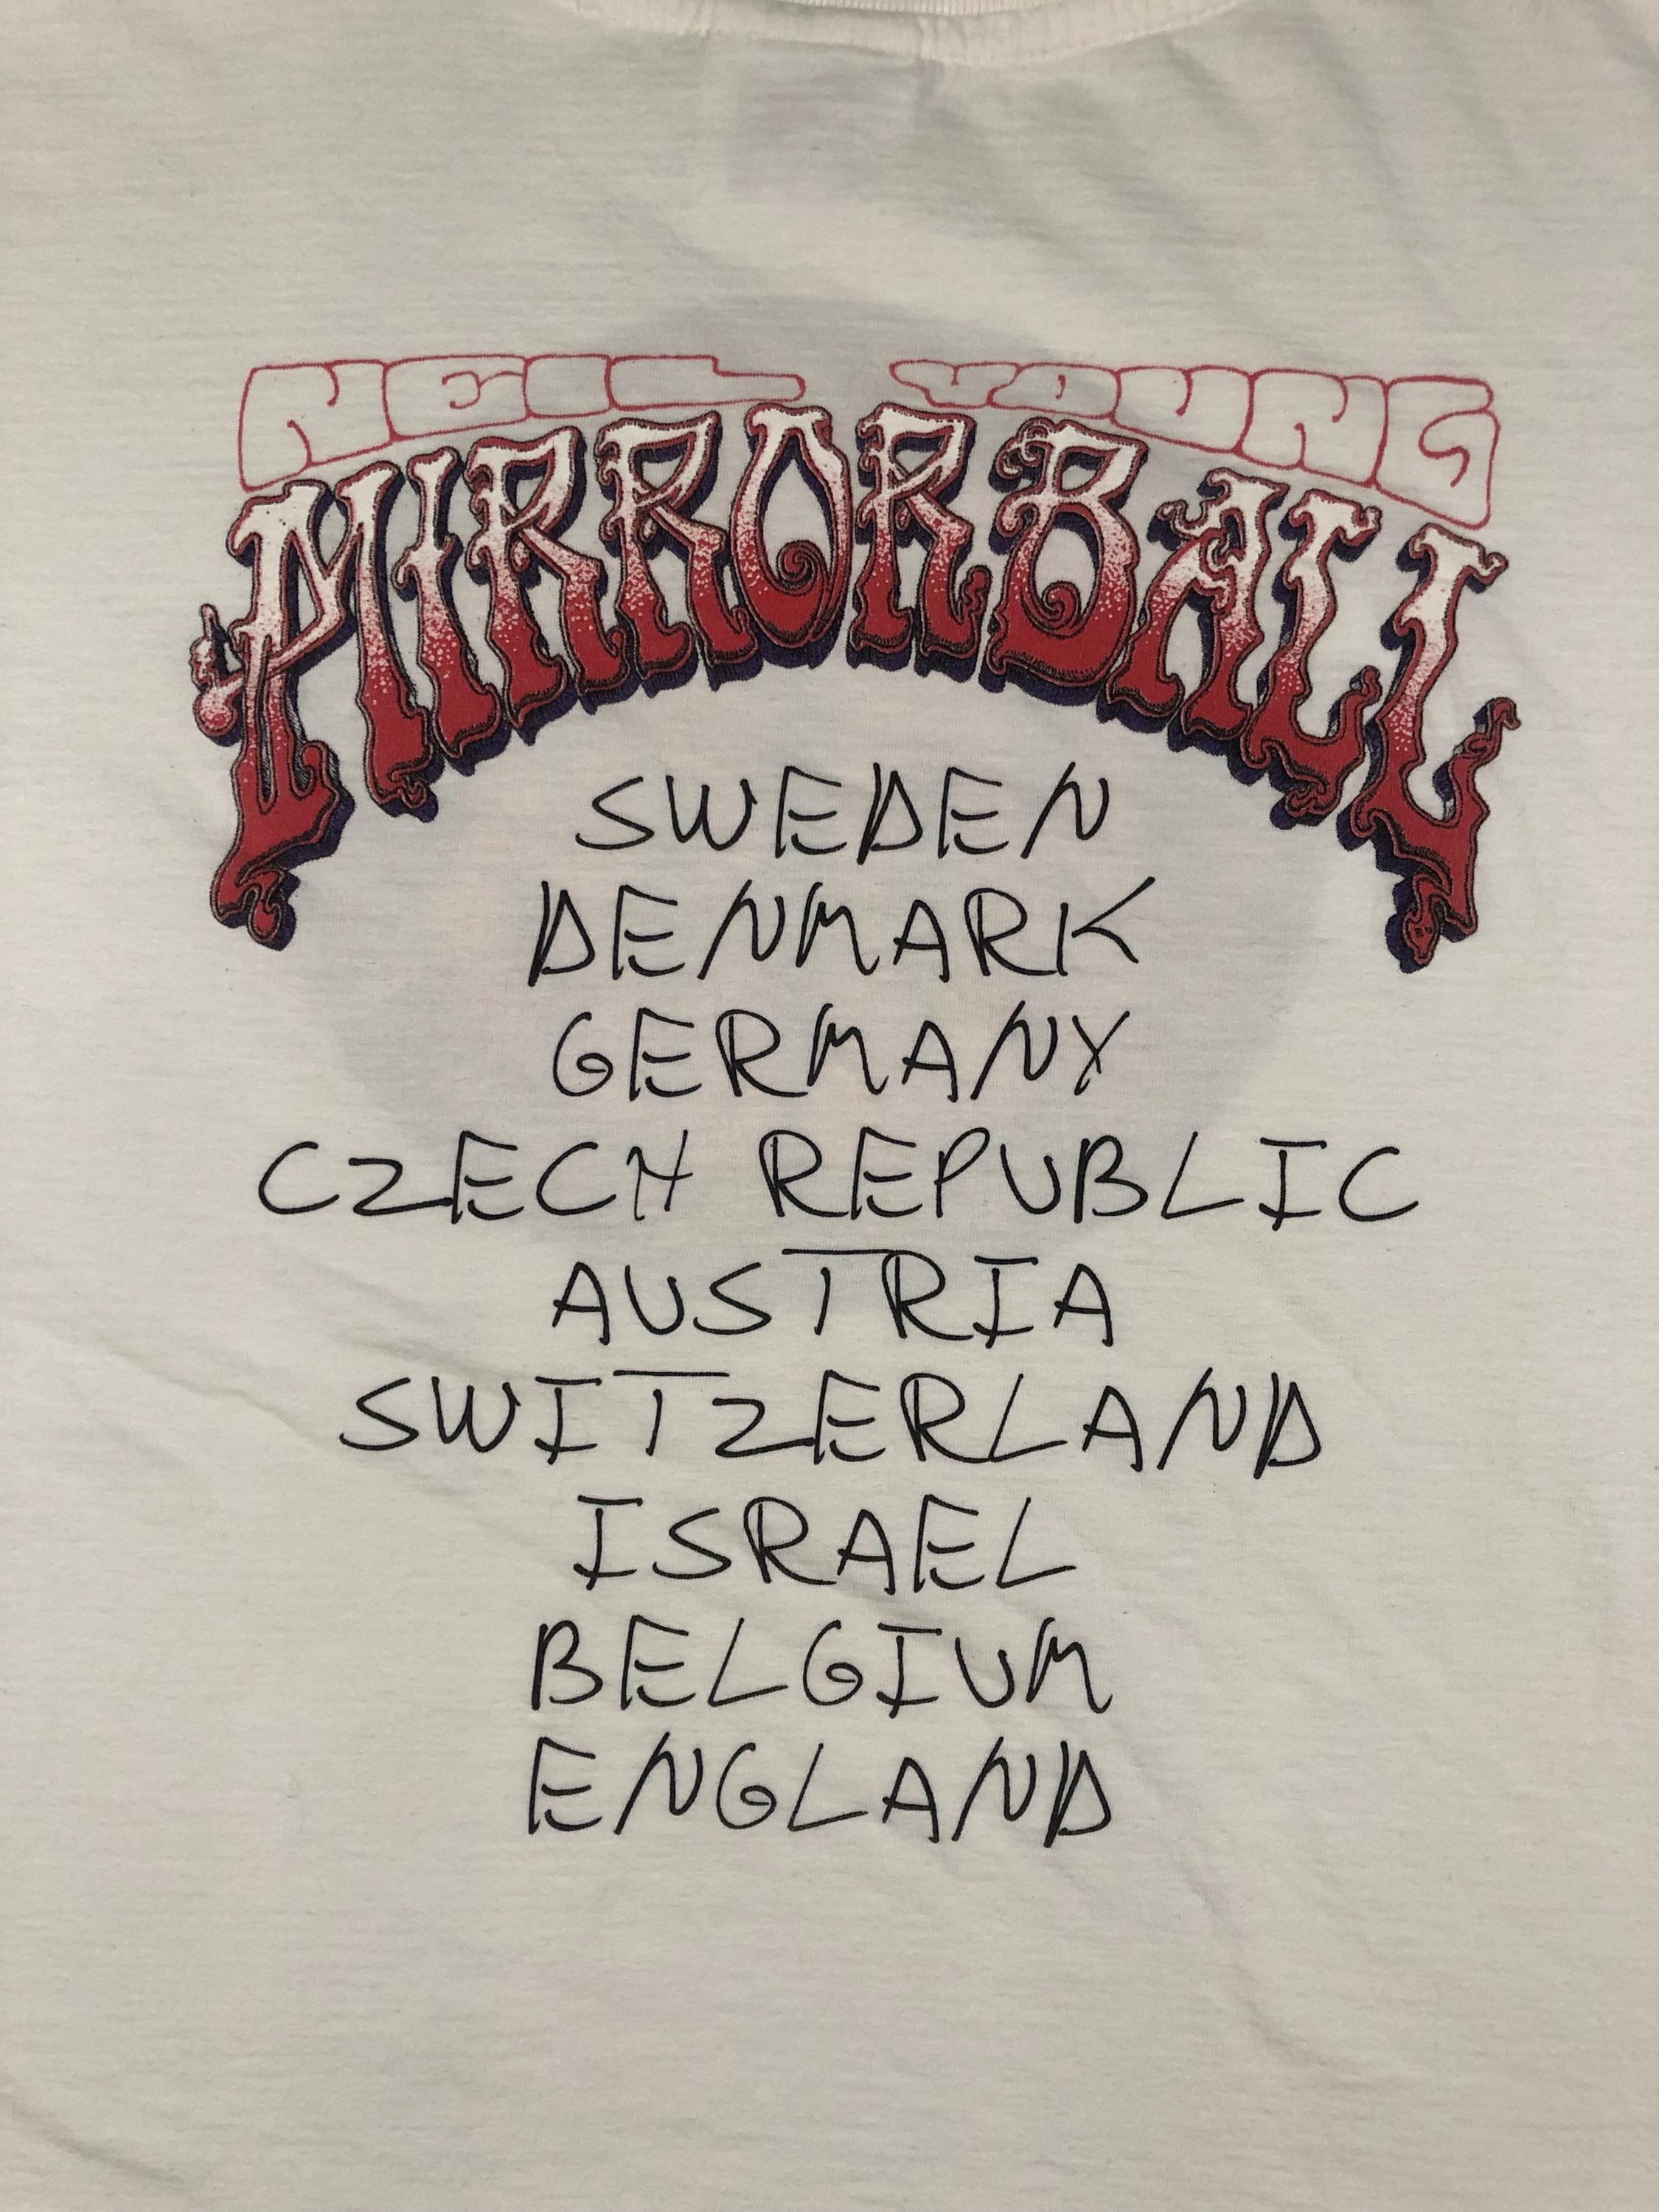 NEIL YOUNG
MIRRORBALL
SWEDEN
DENMARK
GERMANY
CZECH REPUBLIC
AUSTRIA
SWITZERLAND
ISRAEL
BELGIUM
ENGLAND